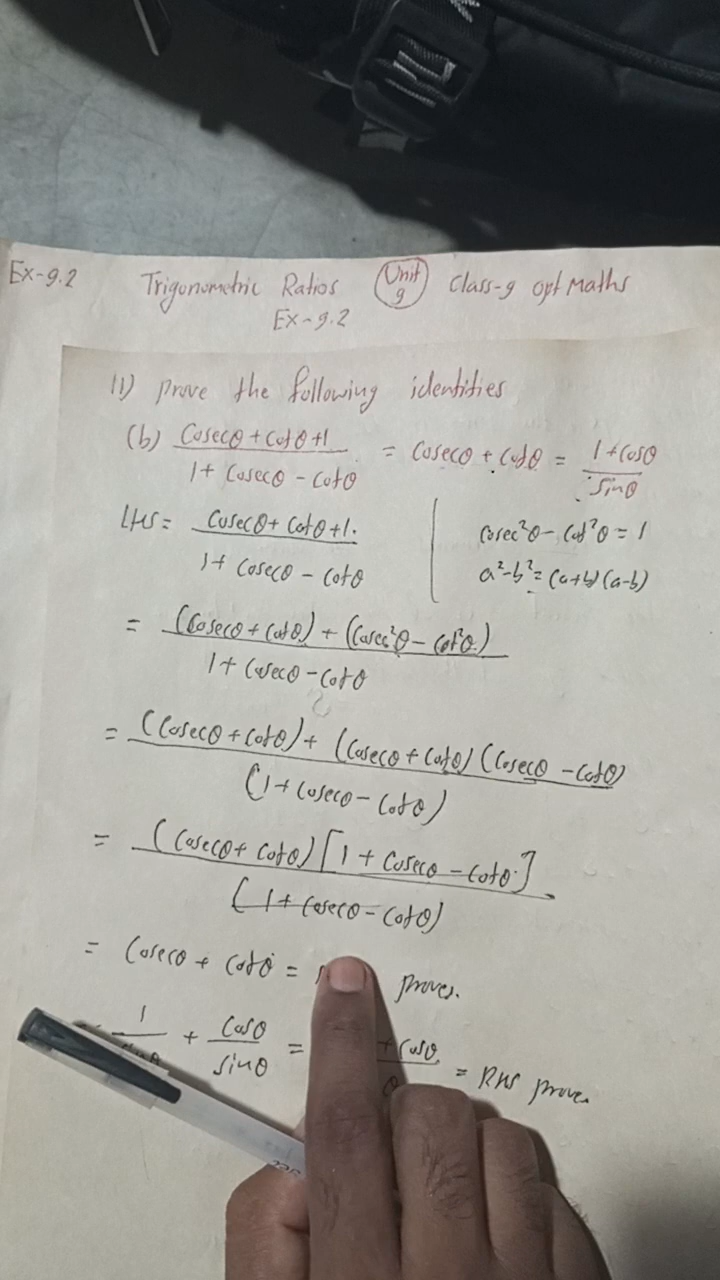 Ex-9.2 Trigonometric Ratios Unit 9 Class-9 opt Maths
Ex-9.2
11) prove the following identities
(b) (Cosecθ + Cotθ + 1)/(1 + Cosecθ - Cotθ) = Cosecθ + Cotθ = (1+Cosθ)/(Sinθ)
LHS = (Cosecθ + Cotθ + 1.)/(1 + Cosecθ - Cotθ)
Cosec²θ - Cot²θ = 1
a²-b² = (a+b)(a-b)
= ((Cosecθ + Cotθ) + (Cosec²θ - Cot²θ))/(1 + Cosecθ - Cotθ)
= ((Cosecθ + Cotθ) + (Cosecθ + Cotθ)(Cosecθ - Cotθ))/((1 + Cosecθ - Cotθ))
= ((Cosecθ + Cotθ)[1 + Cosecθ - Cotθ])/([1 + Cosecθ - Cotθ))
= Cosecθ + Cotθ = proves.
1 + Cosθ/sinθ = + Cosθ = RHS prove.